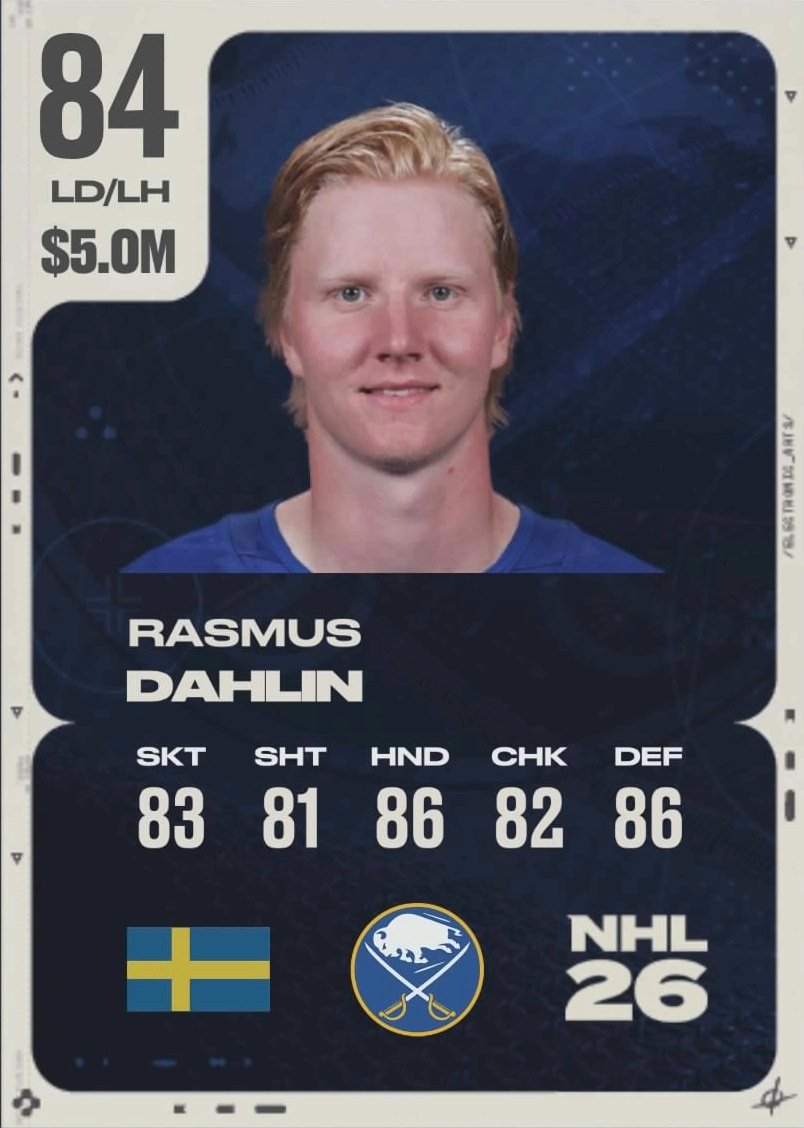 84
LD/LH
$5.0M
/ELECTRONIC_ARTS/
RASMUS
DAHLIN
SKT SHT HND CHK DEF
83 81 86 82 86
NHL
26